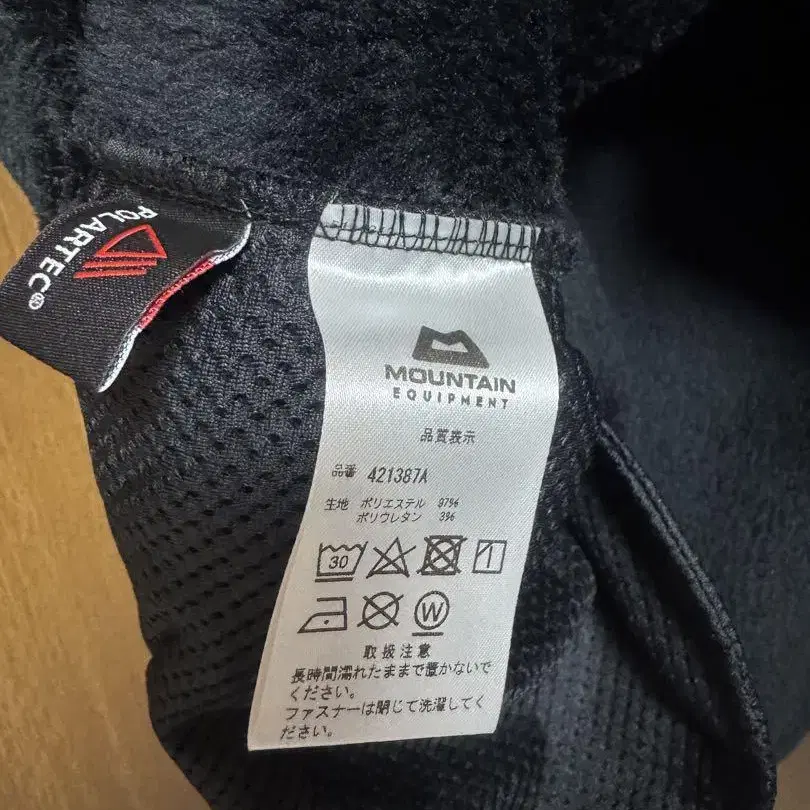 POLARTEC®
MOUNTAIN
EQUIPMENT
品質表示
品番 421387A
生地 ポリエステル 97%
ポリウレタン 3%
30
W
取扱注意
長時間濡れたままで置かないで
ください。
ファスナーは閉じて洗濯してく
ださい。